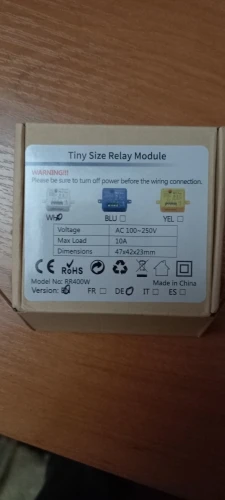 Tiny Size Relay Module
WARNING!!!
Please be sure to turn off power before the wiring connection.
BLU YEL
Voltage AC 100~250V
Max Load 10A
Dimensions 47x42x23mm
CE RoHS
Model No: RR400W Made in China
Version: FR DE IT ES